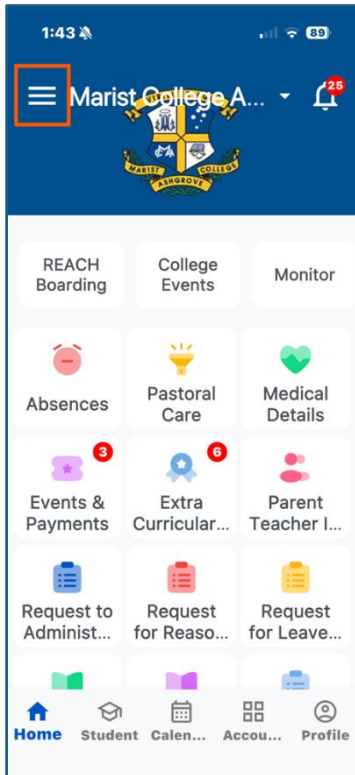 1:43
89
Marist College A...
25
MARIST COLLEGE
ASHGROVE
REACH
Boarding
College
Events
Monitor
Absences
Pastoral
Care
Medical
Details
3
Events &
Payments
6
Extra
Curricular...
Parent
Teacher I...
Request to
Administ...
Request
for Reaso...
Request
for Leave...
Home
Student
Calen...
Accou...
Profile